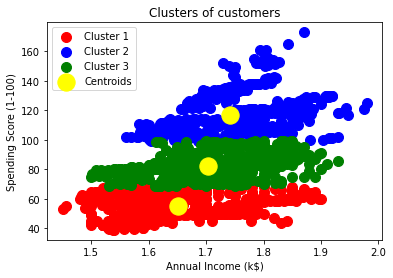 Clusters of customers
Cluster 1
Cluster 2
Cluster 3
Centroids
Spending Score (1-100)
160
140
120
100
80
60
40
1.5
1.6
1.7
1.8
1.9
2.0
Annual Income (k$)